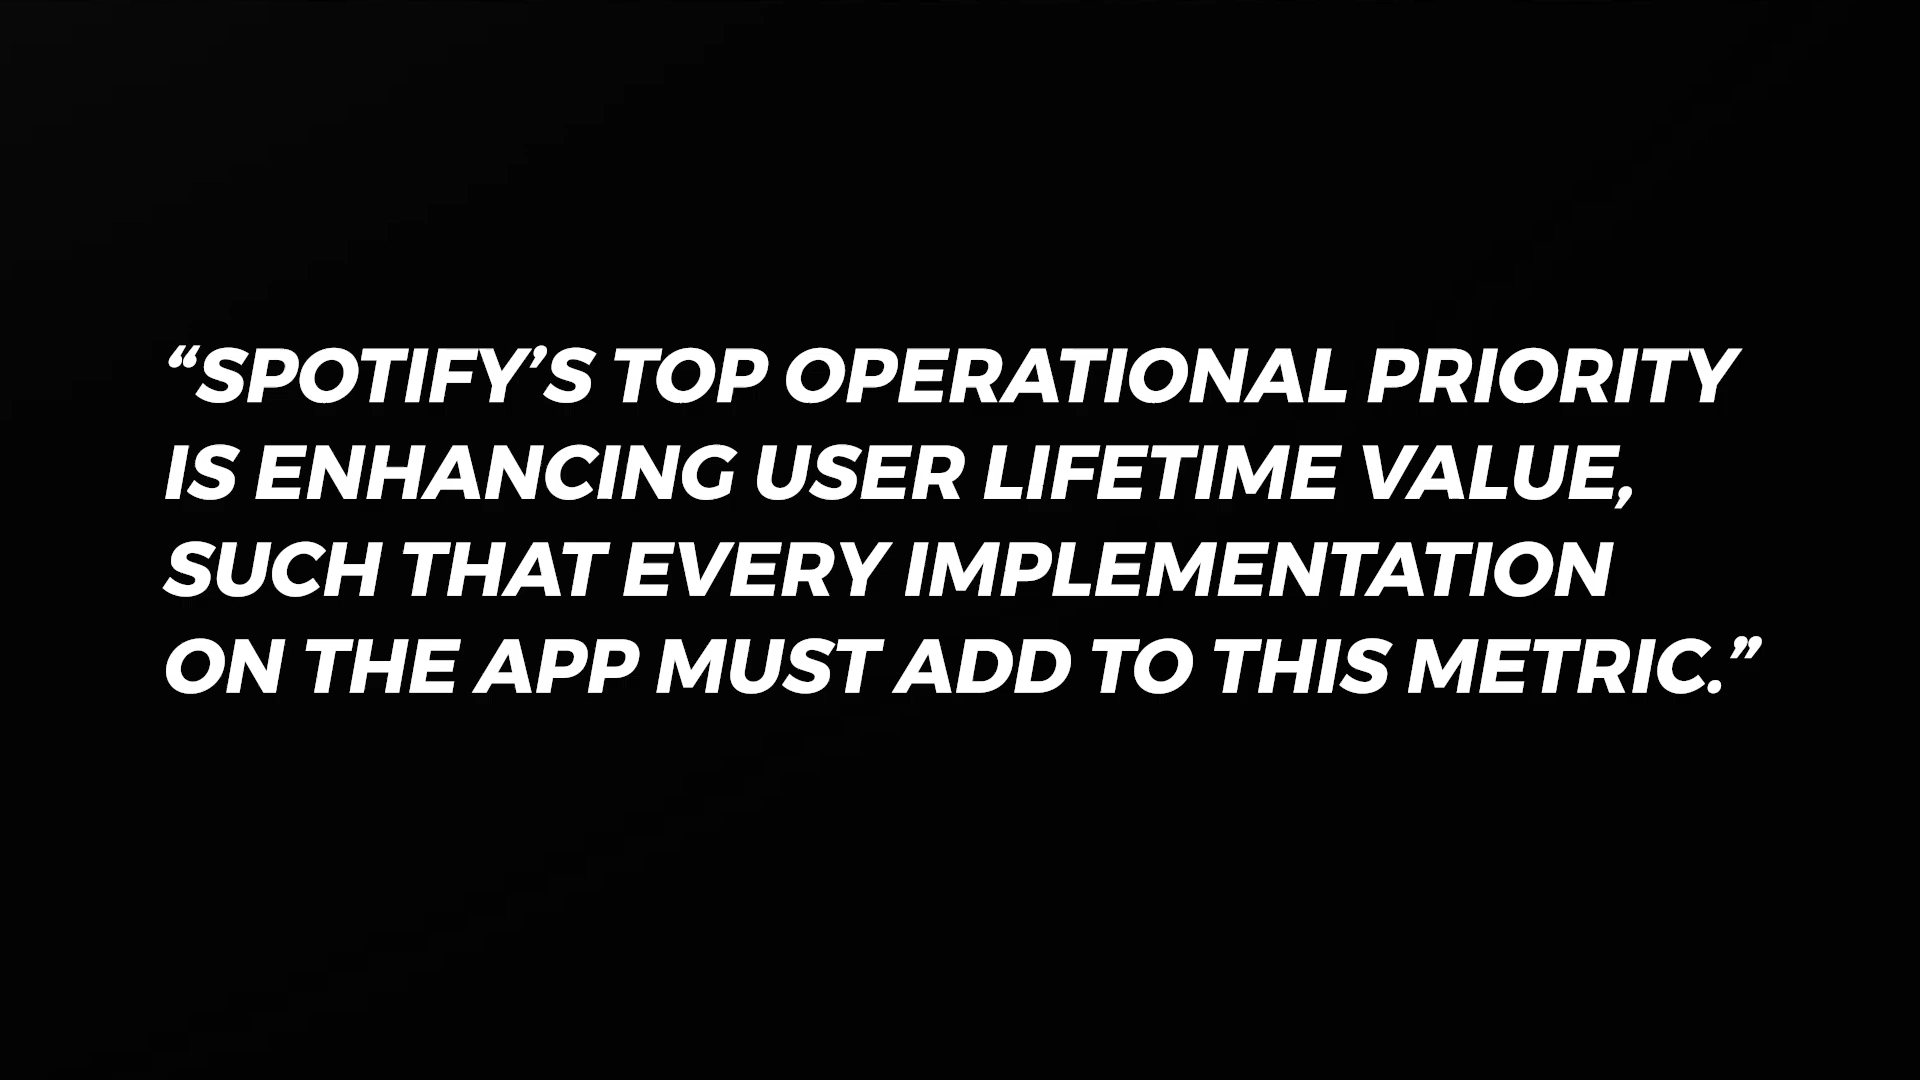 “SPOTIFY’S TOP OPERATIONAL PRIORITY
IS ENHANCING USER LIFETIME VALUE,
SUCH THAT EVERY IMPLEMENTATION
ON THE APP MUST ADD TO THIS METRIC.”